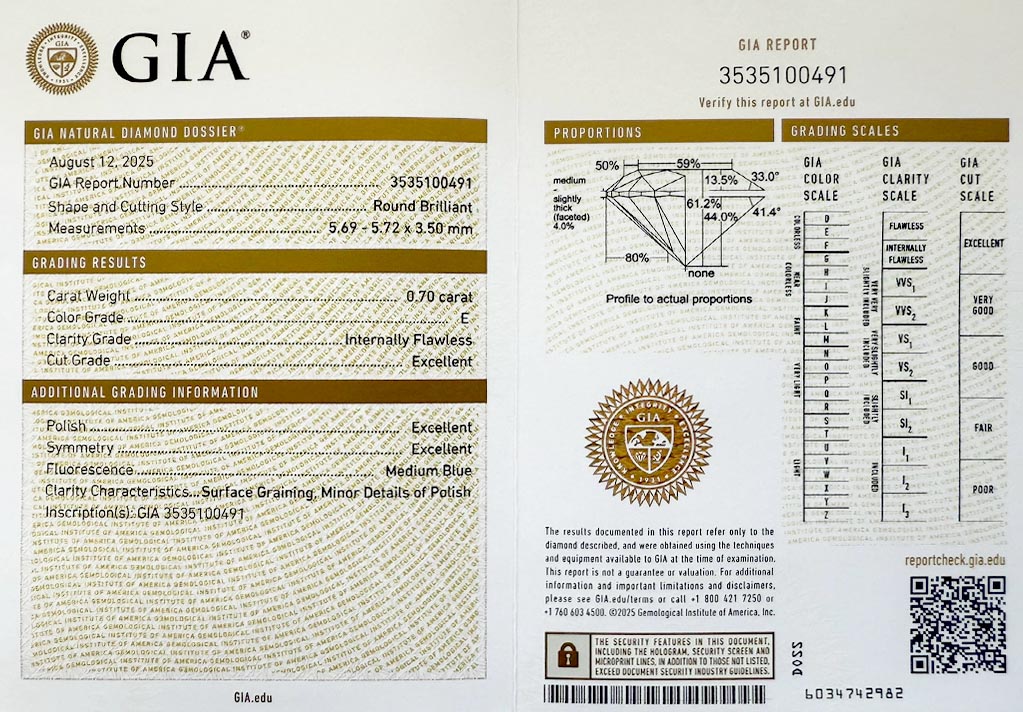 GIA®
GIA NATURAL DIAMOND DOSSIER®
August 12, 2025
GIA Report Number 3535100491
Shape and Cutting Style Round Brilliant
Measurements 5.69 - 5.72 x 3.50 mm
GRADING RESULTS
Carat Weight 0.70 carat
Color Grade E
Clarity Grade Internally Flawless
Cut Grade Excellent
ADDITIONAL GRADING INFORMATION
Polish Excellent
Symmetry Excellent
Fluorescence Medium Blue
Clarity Characteristics...Surface Graining, Minor Details of Polish
Inscription(s): GIA 3535100491
GIA.edu
GIA REPORT
3535100491
Verify this report at GIA.edu
PROPORTIONS
50%
59%
33.0°
13.5%
medium
-
slightly
thick
(faceted)
4.0%
61.2%
44.0%
41.4°
80%
none
Profile to actual proportions
GIA
1931
The results documented in this report refer only to the
diamond described, and were obtained using the techniques
and equipment available to GIA at the time of examination.
This report is not a guarantee or valuation. For additional
information and important limitations and disclaimers,
please see GIA.edu/terms or call +1 800 421 7250 or
+1 760 603 4500. ©2025 Gemological Institute of America, Inc.
THE SECURITY FEATURES IN THIS DOCUMENT,
INCLUDING THE HOLOGRAM, SECURITY SCREEN AND
MICROPRINT LINES, IN ADDITION TO THOSE NOT LISTED,
EXCEED DOCUMENT SECURITY INDUSTRY GUIDELINES.
GRADING SCALES
GIA
COLOR
SCALE
COLORLESS
D
E
F
NEAR COLORLESS
G
H
I
J
FAINT
K
L
M
VERY LIGHT
N
O
P
Q
R
LIGHT
S
T
U
V
W
X
Y
Z
GIA
CLARITY
SCALE
FLAWLESS
INTERNALLY
FLAWLESS
VERY VERY SLIGHTLY INCLUDED
VVS1
VVS2
VERY SLIGHTLY INCLUDED
VS1
VS2
SLIGHTLY INCLUDED
SI1
SI2
INCLUDED
I1
I2
I3
GIA
CUT
SCALE
EXCELLENT
VERY
GOOD
GOOD
FAIR
POOR
reportcheck.gia.edu
D022
6034742982